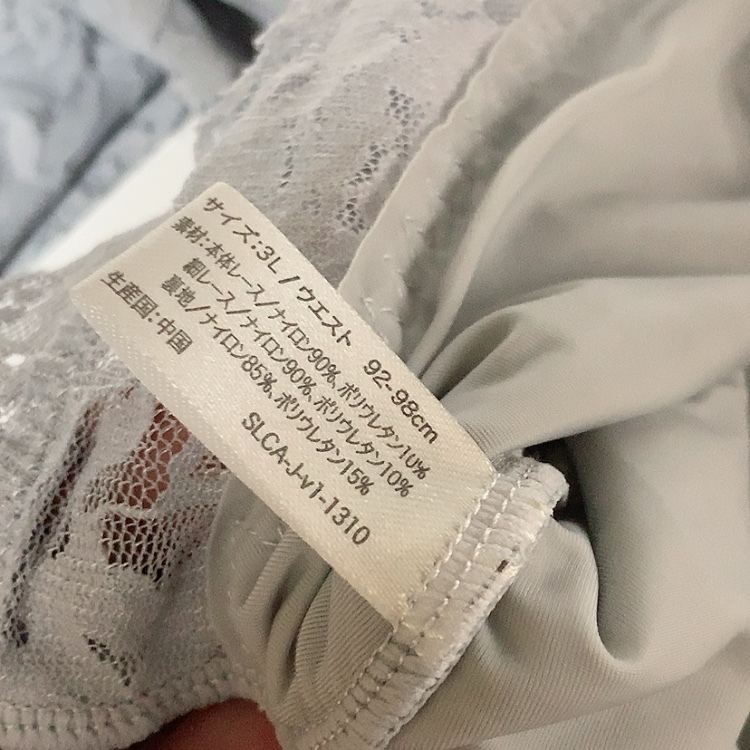 サイズ:3L/ウエスト 92-98cm
素材:本体レース/ナイロン90%、ポリウレタン10%
細レース/ナイロン90%、ポリウレタン10%
裏地/ナイロン85%、ポリウレタン15%
生産国:中国 SLCA-J-v1-1310